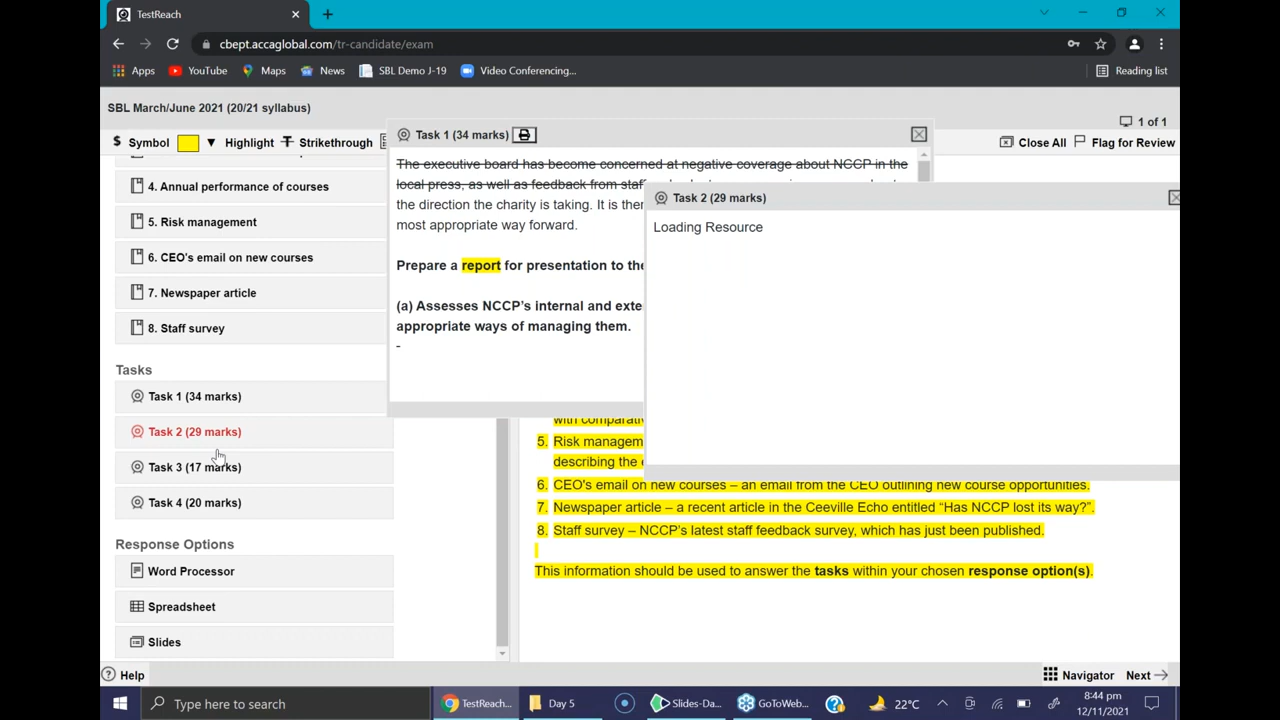 TestReach
cbept.accaglobal.com/tr-candidate/exam
Apps YouTube Maps News SBL Demo J-19 Video Conferencing... Reading list
SBL March/June 2021 (20/21 syllabus)
1 of 1
$ Symbol Highlight Strikethrough Close All Flag for Review
4. Annual performance of courses
5. Risk management
6. CEO's email on new courses
7. Newspaper article
8. Staff survey
Tasks
Task 1 (34 marks)
Task 2 (29 marks)
Task 3 (17 marks)
Task 4 (20 marks)
Response Options
Word Processor
Spreadsheet
Slides
Task 1 (34 marks)
The executive board has become concerned at negative coverage about NCCP in the
local press, as well as feedback from staff
the direction the charity is taking. It is ther
most appropriate way forward.
Prepare a report for presentation to the
(a) Assesses NCCP's internal and exte
appropriate ways of managing them.
-
Task 2 (29 marks)
Loading Resource
with comparativ
5. Risk managem
describing the
6. CEO's email on new courses – an email from the CEO outlining new course opportunities.
7. Newspaper article – a recent article in the Ceeville Echo entitled “Has NCCP lost its way?”.
8. Staff survey – NCCP's latest staff feedback survey, which has just been published.
This information should be used to answer the tasks within your chosen response option(s).
Help Navigator Next
Type here to search TestReach... Day 5 Slides-Da... GoToWeb... 22°C
8:44 pm
12/11/2021